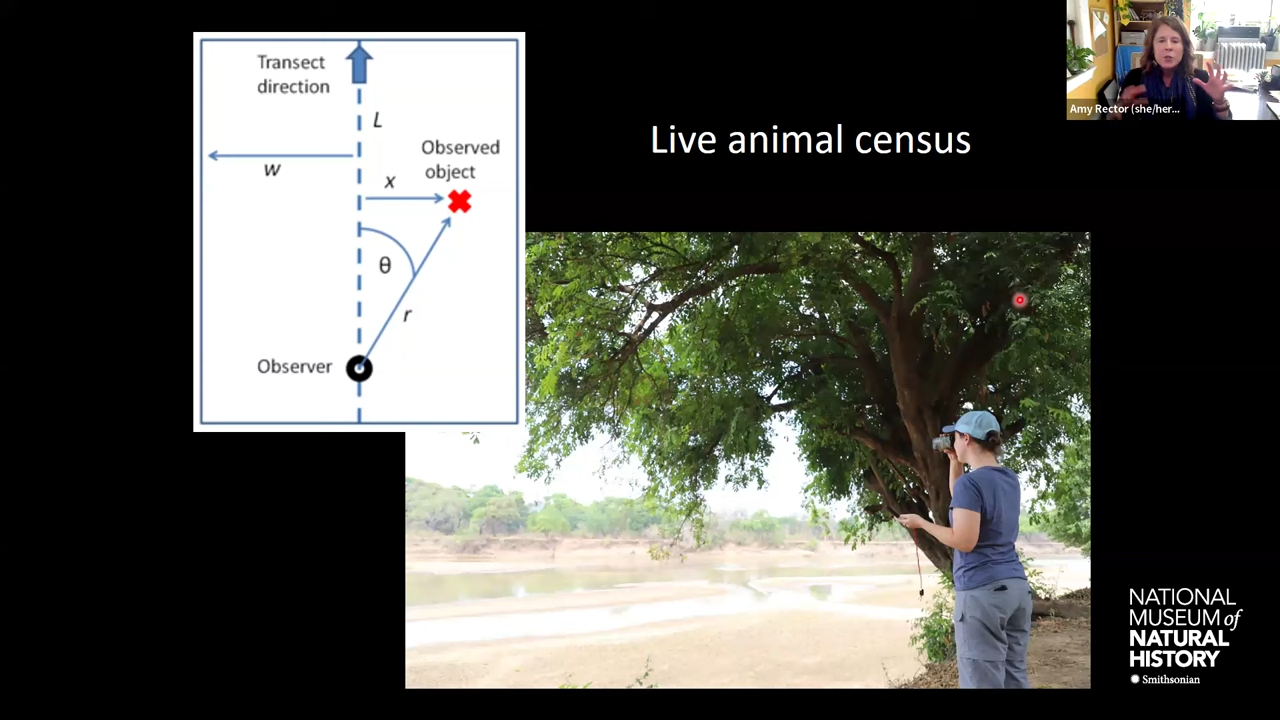 Transect
direction
L
Observed
object
w
x
θ
r
Observer
Live animal census
Amy Rector (she/her...
NATIONAL
MUSEUM of
NATURAL
HISTORY
Smithsonian